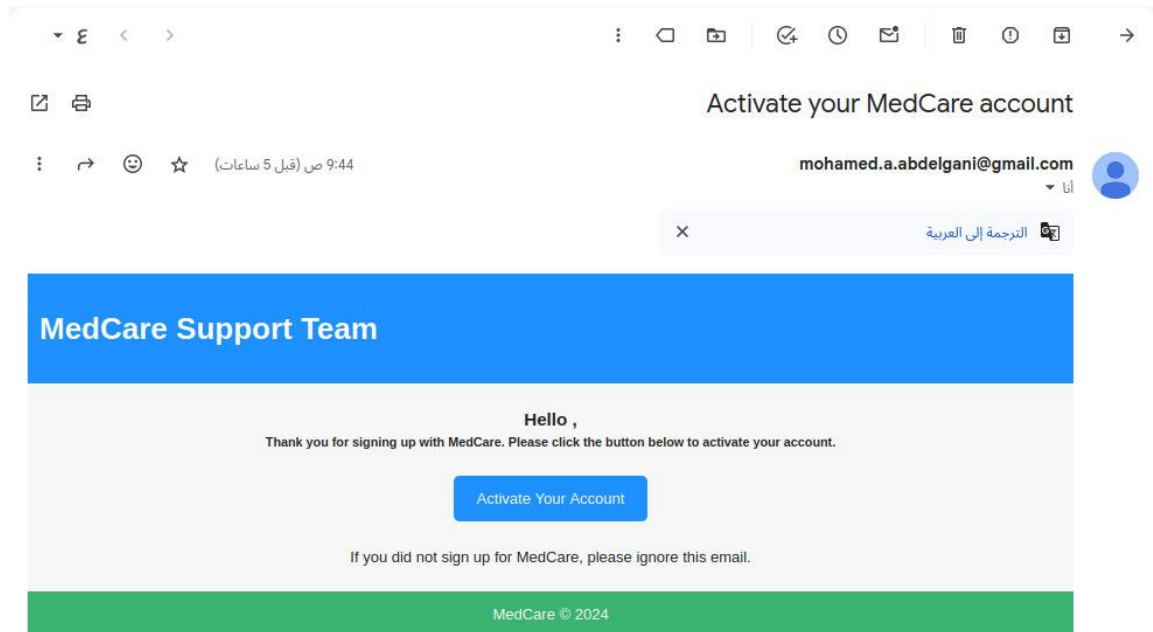 ع
Activate your MedCare account
mohamed.a.abdelgani@gmail.com
9:44 ص (قبل 5 ساعات)
أنا
الترجمة إلى العربية
MedCare Support Team
Hello ,
Thank you for signing up with MedCare. Please click the button below to activate your account.
Activate Your Account
If you did not sign up for MedCare, please ignore this email.
MedCare © 2024